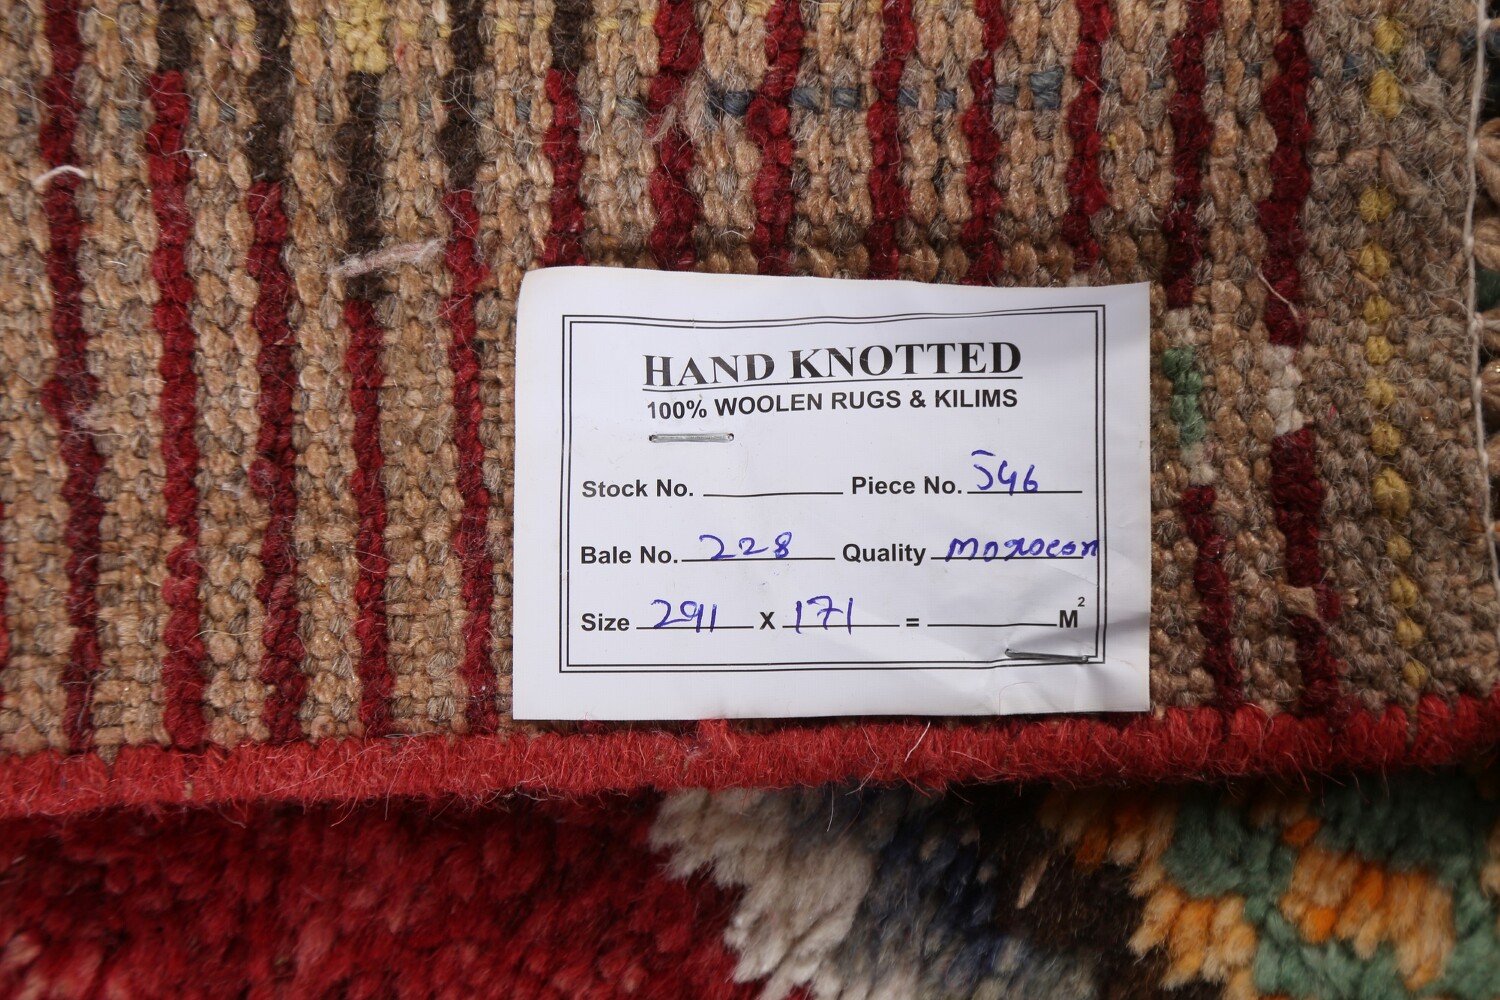 HAND KNOTTED
100% WOOLEN RUGS & KILIMS
Stock No. Piece No. 546
Bale No. 228 Quality Morocon
Size 291 X 171 = M²